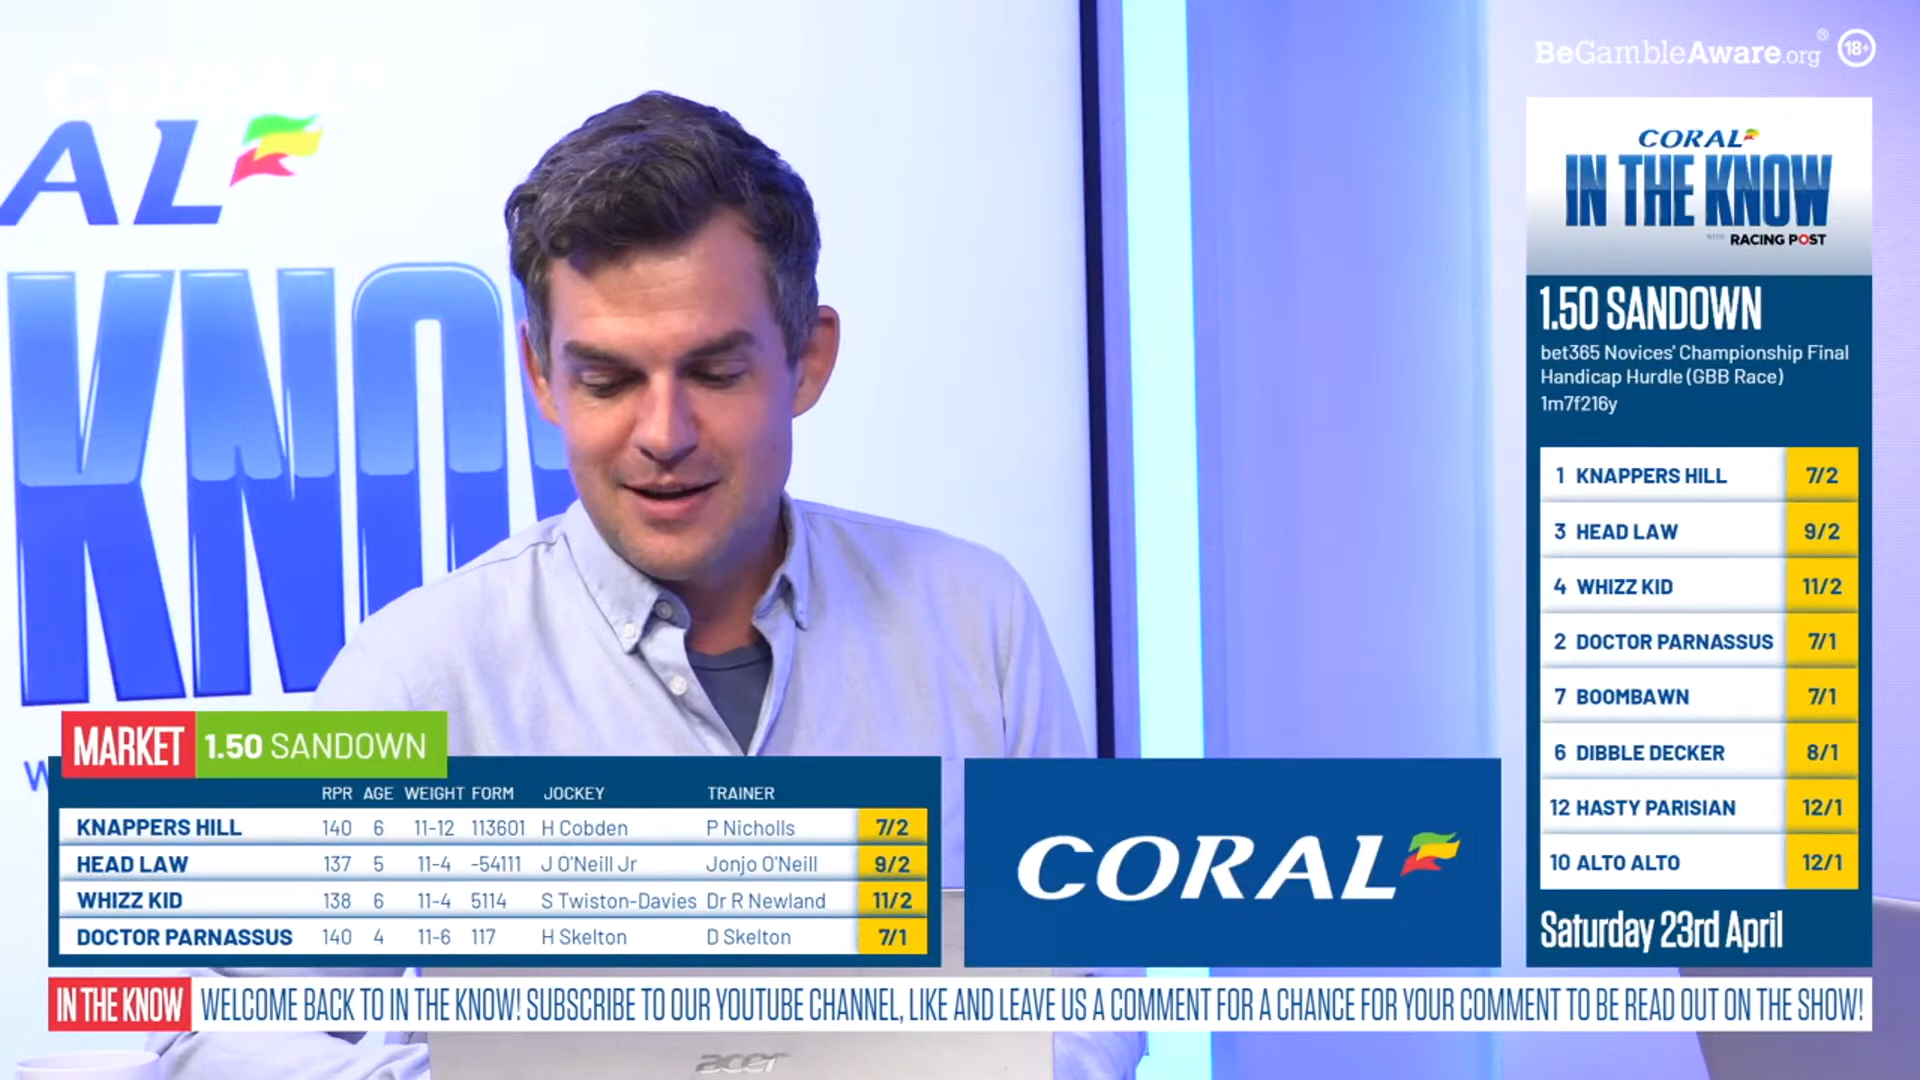 BeGambleAware.org® 18+
CORAL
IN THE KNOW
WITH RACING POST
1.50 SANDOWN
bet365 Novices' Championship Final
Handicap Hurdle (GBB Race)
1m7f216y
1 KNAPPERS HILL 7/2
3 HEAD LAW 9/2
4 WHIZZ KID 11/2
2 DOCTOR PARNASSUS 7/1
7 BOOMBAWN 7/1
6 DIBBLE DECKER 8/1
12 HASTY PARISIAN 12/1
10 ALTO ALTO 12/1
Saturday 23rd April
CORAL
AL
KNO
W
MARKET 1.50 SANDOWN
RPR AGE WEIGHT FORM JOCKEY TRAINER
KNAPPERS HILL 140 6 11-12 113601 H Cobden P Nicholls 7/2
HEAD LAW 137 5 11-4 -54111 J O'Neill Jr Jonjo O'Neill 9/2
WHIZZ KID 138 6 11-4 5114 S Twiston-Davies Dr R Newland 11/2
DOCTOR PARNASSUS 140 4 11-6 117 H Skelton D Skelton 7/1
CORAL
IN THE KNOW WELCOME BACK TO IN THE KNOW! SUBSCRIBE TO OUR YOUTUBE CHANNEL, LIKE AND LEAVE US A COMMENT FOR A CHANCE FOR YOUR COMMENT TO BE READ OUT ON THE SHOW!
acer